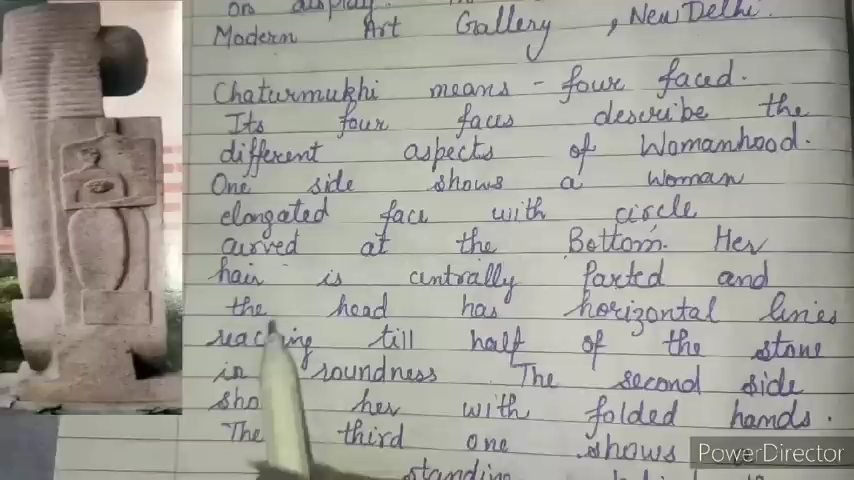 on display.
Modern Art Gallery, New Delhi.
Chaturmukhi means - four faced.
Its four faces describe the
different aspects of Womanhood.
One side shows a Woman
elongated face with circle
curved at the Bottom. Her
hair is centrally Parted and
the head has horizontal lines
till half of the stone
in roundness. The second side
her with folded hands.
The third one shows
standing
PowerDirector